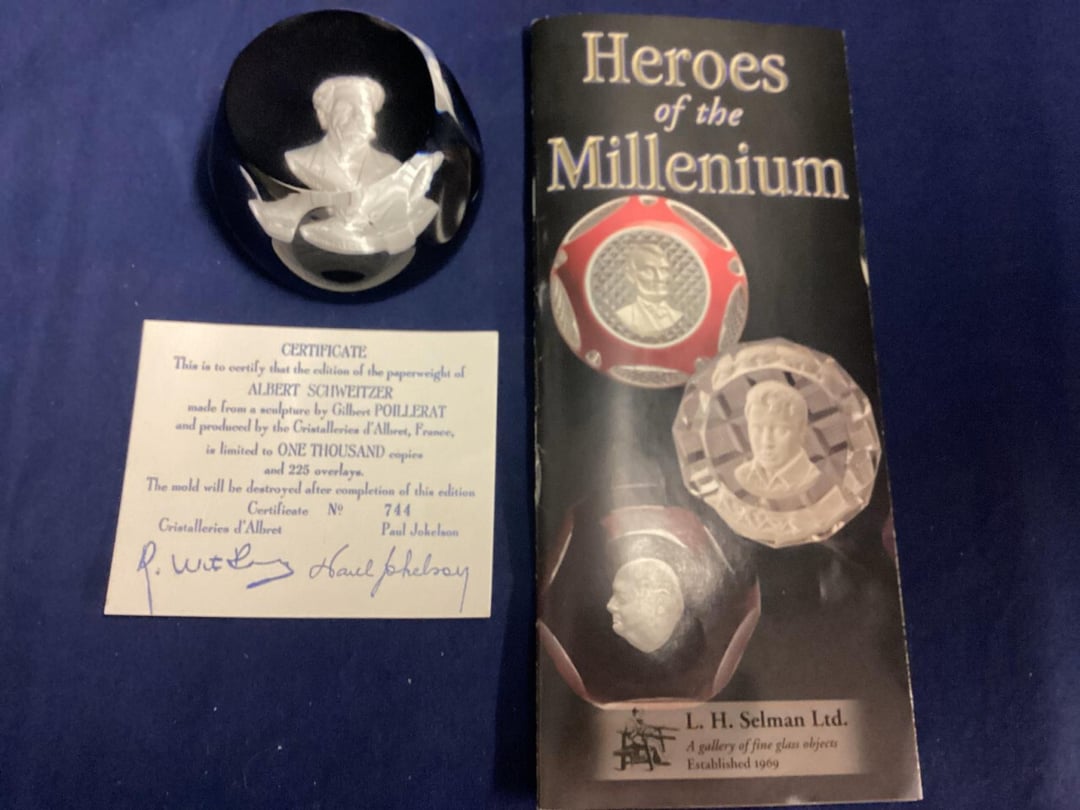 Heroes
of the
Millenium
CERTIFICATE
This is to certify that the edition of the paperweight of
ALBERT SCHWEITZER
made from a sculpture by Gilbert POILLERAT
and produced by the Cristalleries d'Albret, France,
is limited to ONE THOUSAND copies
and 225 overlays.
The mold will be destroyed after completion of this edition
Certificate Nº 744
Cristalleries d'Albret Paul Jokelson
L. H. Selman Ltd.
A gallery of fine glass objects
Established 1969